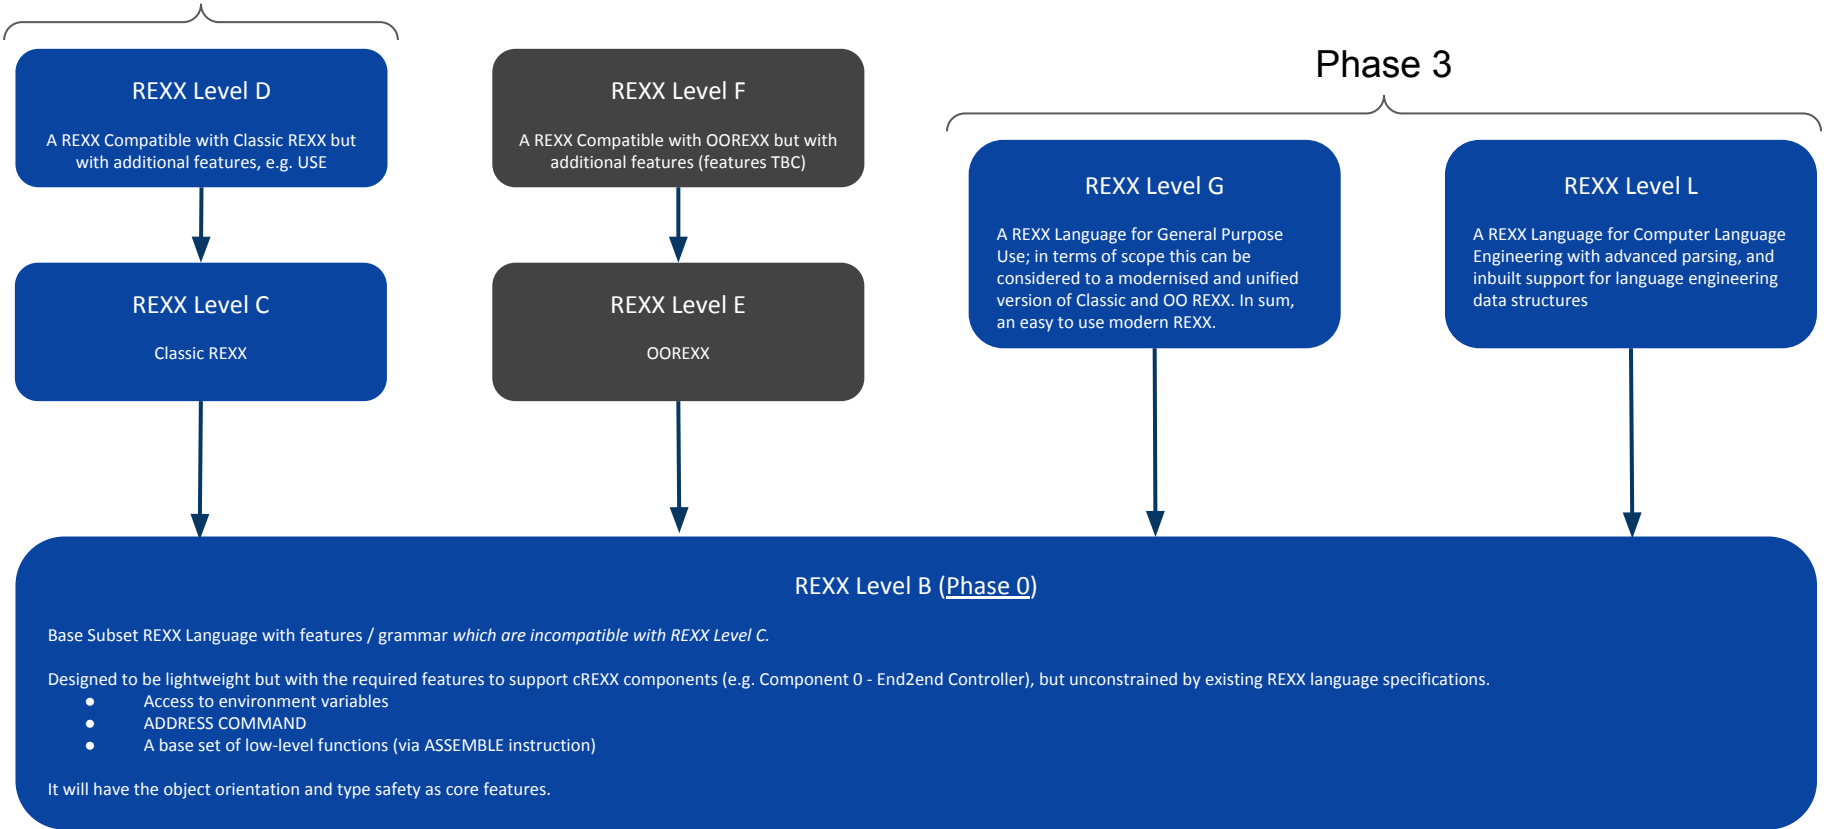 REXX Level D
A REXX Compatible with Classic REXX but
with additional features, e.g. USE
REXX Level F
A REXX Compatible with OOREXX but with
additional features (features TBC)
Phase 3
REXX Level G
A REXX Language for General Purpose
Use; in terms of scope this can be
considered to a modernised and unified
version of Classic and OO REXX. In sum,
an easy to use modern REXX.
REXX Level L
A REXX Language for Computer Language
Engineering with advanced parsing, and
inbuilt support for language engineering
data structures
REXX Level C
Classic REXX
REXX Level E
OOREXX
REXX Level B (Phase 0)
Base Subset REXX Language with features / grammar which are incompatible with REXX Level C.
Designed to be lightweight but with the required features to support cREXX components (e.g. Component 0 - End2end Controller), but unconstrained by existing REXX language specifications.
● Access to environment variables
● ADDRESS COMMAND
● A base set of low-level functions (via ASSEMBLE instruction)
It will have the object orientation and type safety as core features.